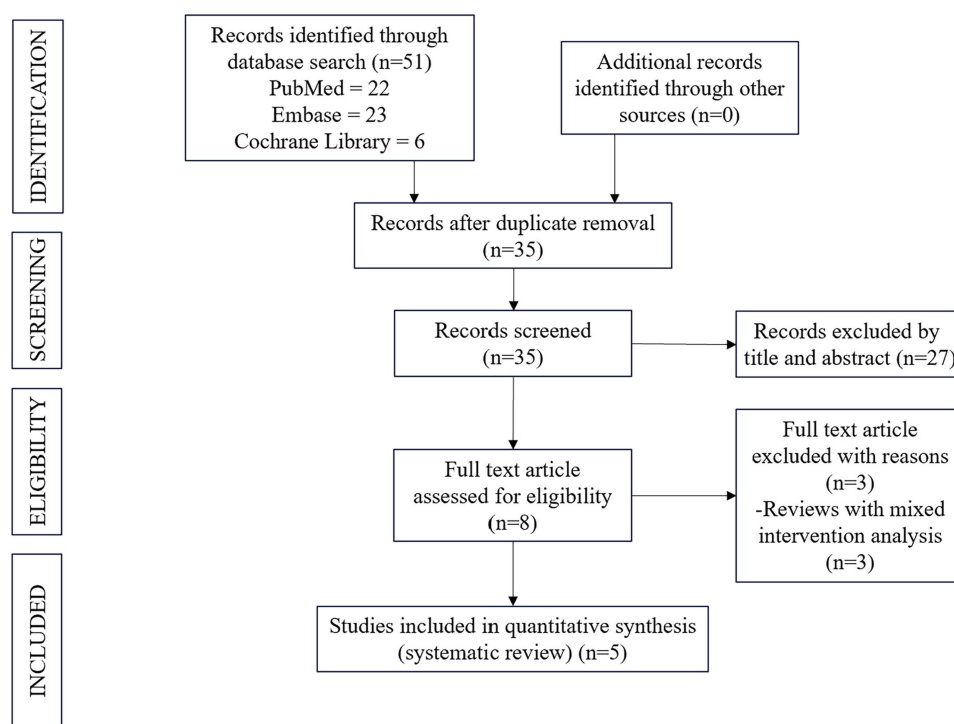 IDENTIFICATION
Records identified through
database search (n=51)
PubMed = 22
Embase = 23
Cochrane Library = 6
Additional records
identified through other
sources (n=0)
Records after duplicate removal
(n=35)
SCREENING
Records screened
(n=35)
Records excluded by
title and abstract (n=27)
ELIGIBILITY
Full text article
assessed for eligibility
(n=8)
Full text article
excluded with reasons
(n=3)
-Reviews with mixed
intervention analysis
(n=3)
INCLUDED
Studies included in quantitative synthesis
(systematic review) (n=5)